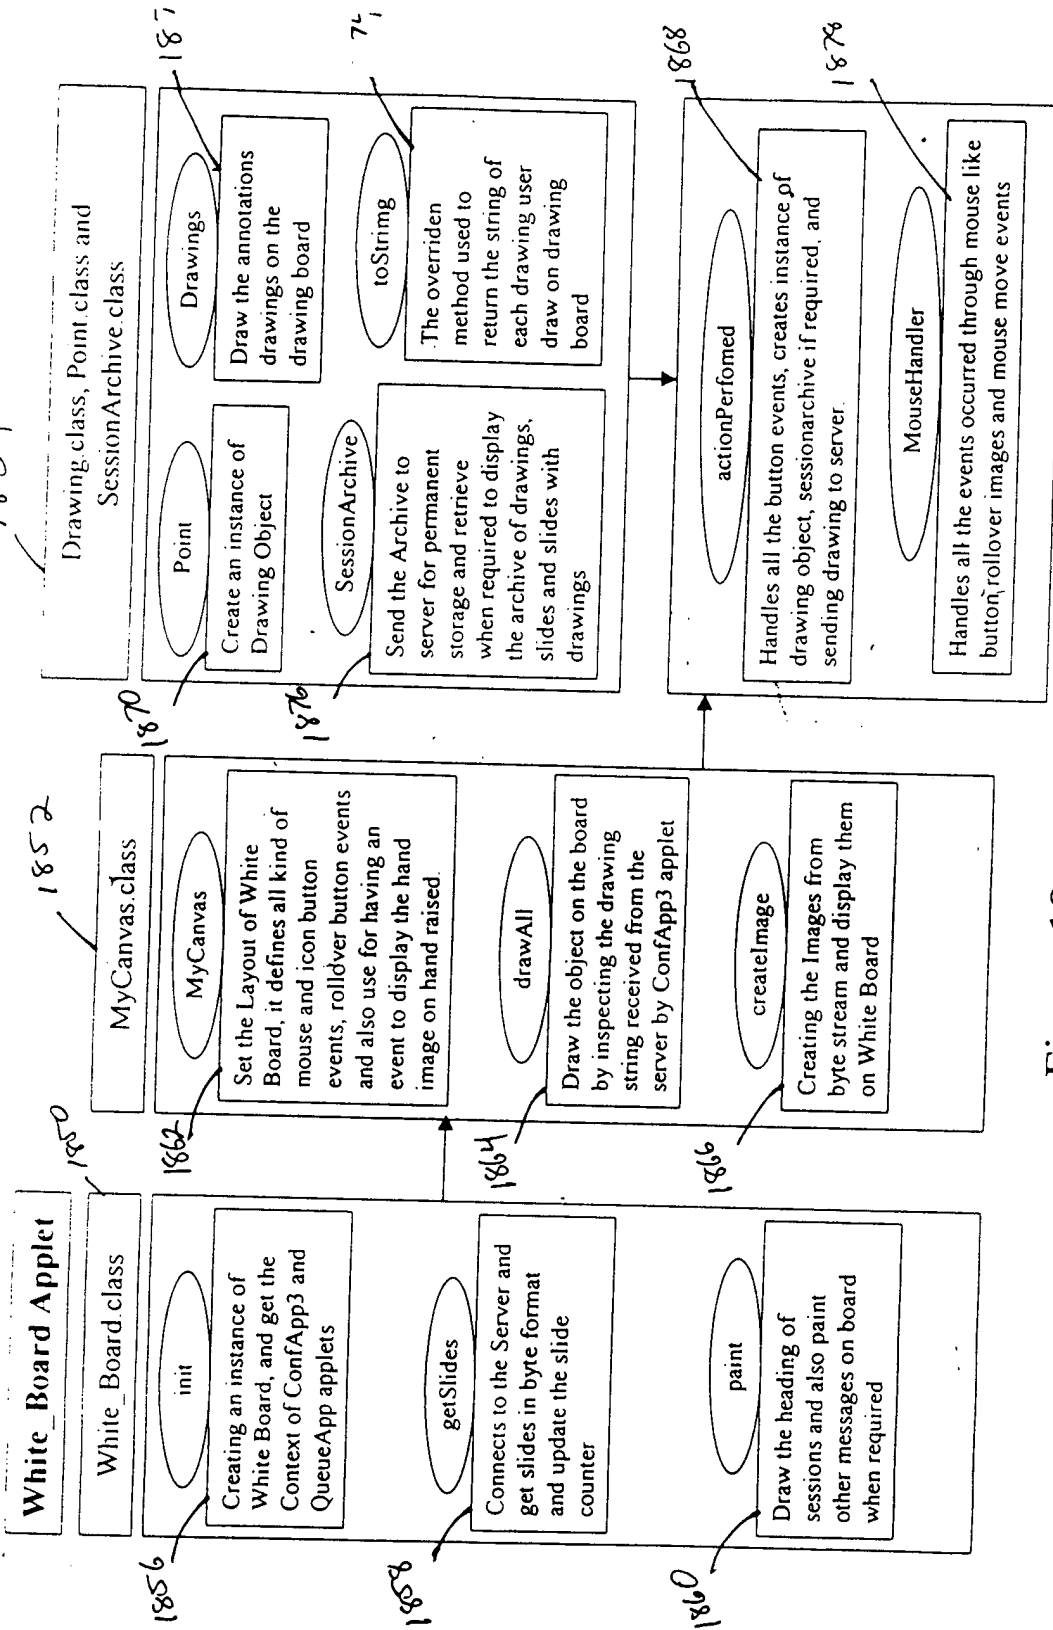 White_Board Applet
White_Board.class
1850
init
Creating an instance of
White Board, and get the
Context of ConfApp3 and
QueueApp applets
1856
getSlides
Connects to the Server and
get slides in byte format
and update the slide
counter
1858
paint
Draw the heading of
sessions and also paint
other messages on board
when required
1860
MyCanvas.class
1852
MyCanvas
Set the Layout of White
Board, it defines all kind of
mouse and icon button
events, rollover button events
and also use for having an
event to display the hand
image on hand raised.
1862
drawAll
Draw the object on the board
by inspecting the drawing
string received from the
server by ConfApp3 applet
1864
createImage
Creating the Images from
byte stream and display them
on White Board
1866
Drawing.class, Point.class and
SessionArchive.class
Point
Create an instance of
Drawing Object
1870
Drawings
Draw the annotations
drawings on the
drawing board
187
SessionArchive
Send the Archive to
server for permanent
storage and retrieve
when required to display
the archive of drawings,
slides and slides with
drawings
1876
toStrimg
The overriden
method used to
return the string of
each drawing user
draw on drawing
board
74
actionPerfomed
Handles all the button events, creates instance of
drawing object, sessionarchive if required, and
sending drawing to server.
1868
MouseHandler
Handles all the events occurred through mouse like
button, rollover images and mouse move events
1878